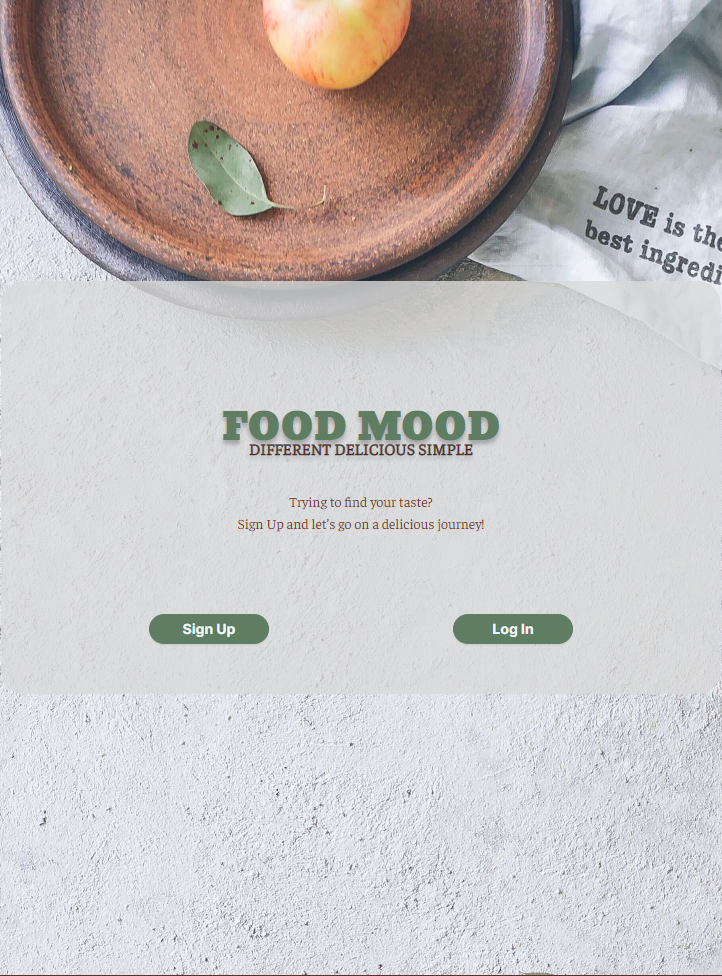 LOVE is the
best ingredi
FOOD MOOD
DIFFERENT DELICIOUS SIMPLE
Trying to find your taste?
Sign Up and let's go on a delicious journey!
Sign Up
Log In